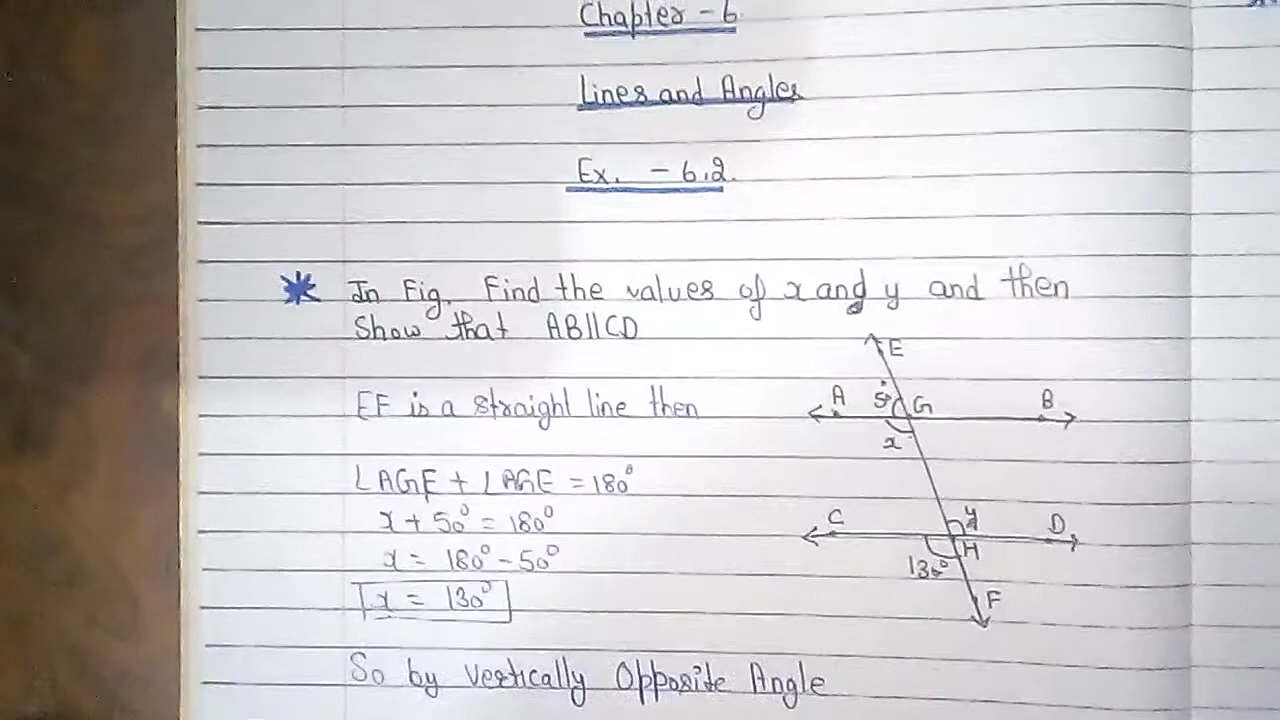 Chapter - 6
Lines and Angles
Ex. - 6.2.
In Fig. Find the values of x and y and then
Show that AB||CD
EF is a straight line then
∠AGF + ∠AGE = 180°
x + 50° = 180°
x = 180° - 50°
x = 130°
So by Vertically Opposite Angle
E
A
G
B
x
C
y
D
H
130°
F